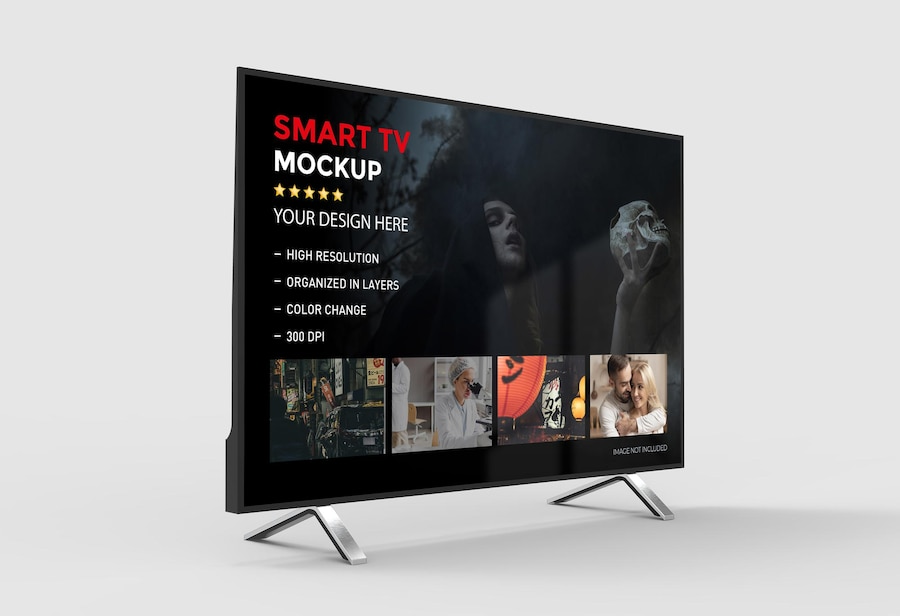 SMART TV
MOCKUP
YOUR DESIGN HERE
– HIGH RESOLUTION
– ORGANIZED IN LAYERS
– COLOR CHANGE
– 300 DPI
IMAGE NOT INCLUDED